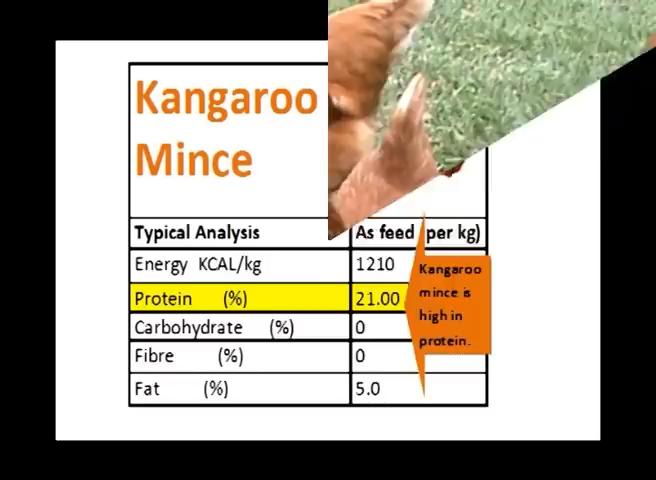 Kangaroo
Mince
Typical Analysis As feed (per kg)
Energy KCAL/kg 1210
Protein (%) 21.00
Carbohydrate (%) 0
Fibre (%) 0
Fat (%) 5.0
Kangaroo
mince is
high in
protein.